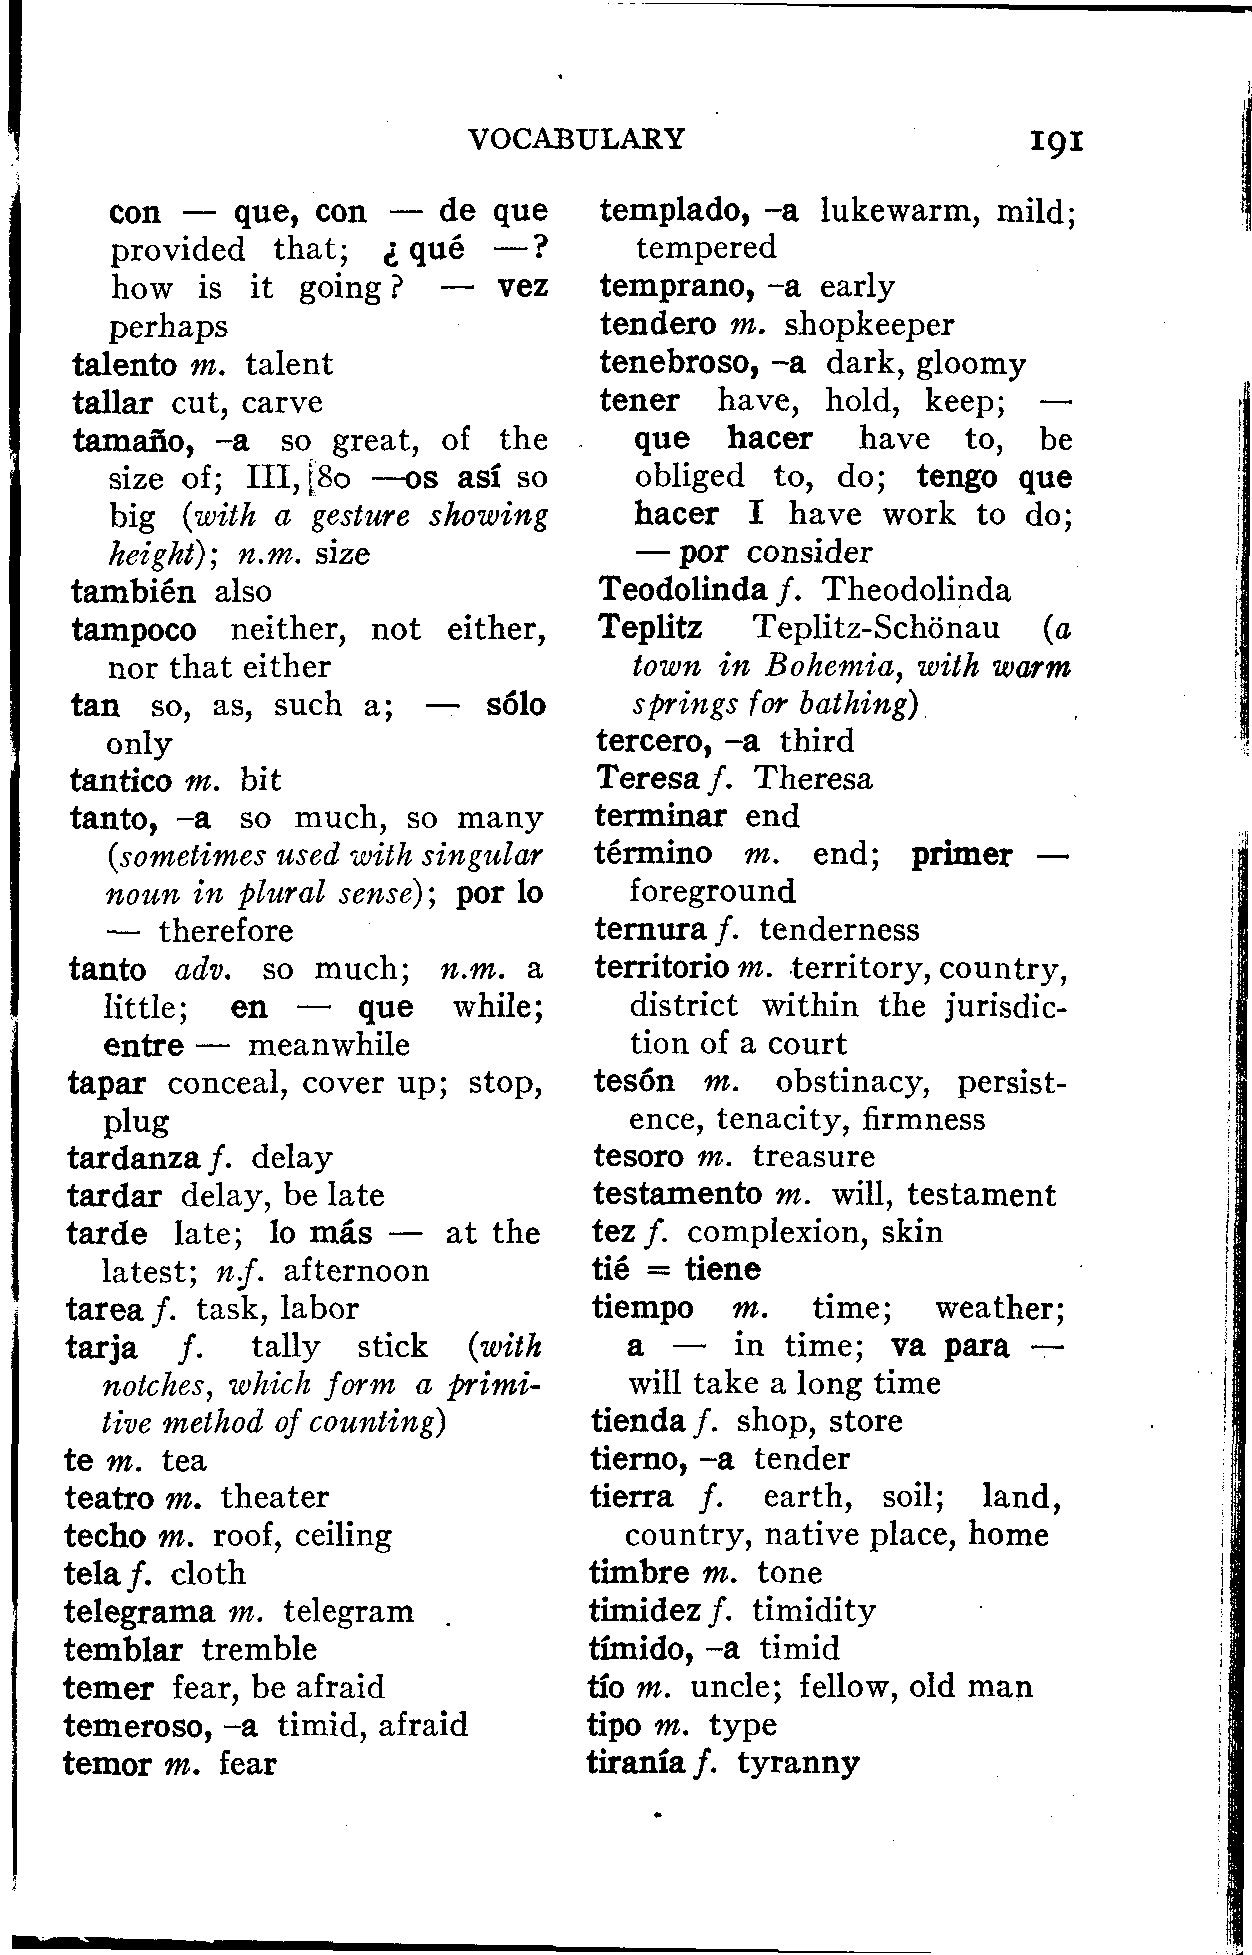 VOCABULARY 191
con — que, con — de que
provided that; ¿ qué —?
how is it going? — vez
perhaps
talento m. talent
tallar cut, carve
tamaño, –a so great, of the
size of; III, 80 —os así so
big (with a gesture showing
height); n.m. size
también also
tampoco neither, not either,
nor that either
tan so, as, such a; — sólo
only
tantico m. bit
tanto, –a so much, so many
(sometimes used with singular
noun in plural sense); por lo
— therefore
tanto adv. so much; n.m. a
little; en — que while;
entre — meanwhile
tapar conceal, cover up; stop,
plug
tardanza f. delay
tardar delay, be late
tarde late; lo más — at the
latest; n.f. afternoon
tarea f. task, labor
tarja f. tally stick (with
notches, which form a primi-
tive method of counting)
te m. tea
teatro m. theater
techo m. roof, ceiling
tela f. cloth
telegrama m. telegram
temblar tremble
temer fear, be afraid
temeroso, –a timid, afraid
temor m. fear
templado, –a lukewarm, mild;
tempered
temprano, –a early
tendero m. shopkeeper
tenebroso, –a dark, gloomy
tener have, hold, keep; —
que hacer have to, be
obliged to, do; tengo que
hacer I have work to do;
— por consider
Teodolinda f. Theodolinda
Teplitz Teplitz-Schönau (a
town in Bohemia, with warm
springs for bathing)
tercero, –a third
Teresa f. Theresa
terminar end
término m. end; primer —
foreground
ternura f. tenderness
territorio m. territory, country,
district within the jurisdic-
tion of a court
tesón m. obstinacy, persist-
ence, tenacity, firmness
tesoro m. treasure
testamento m. will, testament
tez f. complexion, skin
tié = tiene
tiempo m. time; weather;
a — in time; va para —
will take a long time
tienda f. shop, store
tierno, –a tender
tierra f. earth, soil; land,
country, native place, home
timbre m. tone
timidez f. timidity
tímido, –a timid
tío m. uncle; fellow, old man
tipo m. type
tiranía f. tyranny